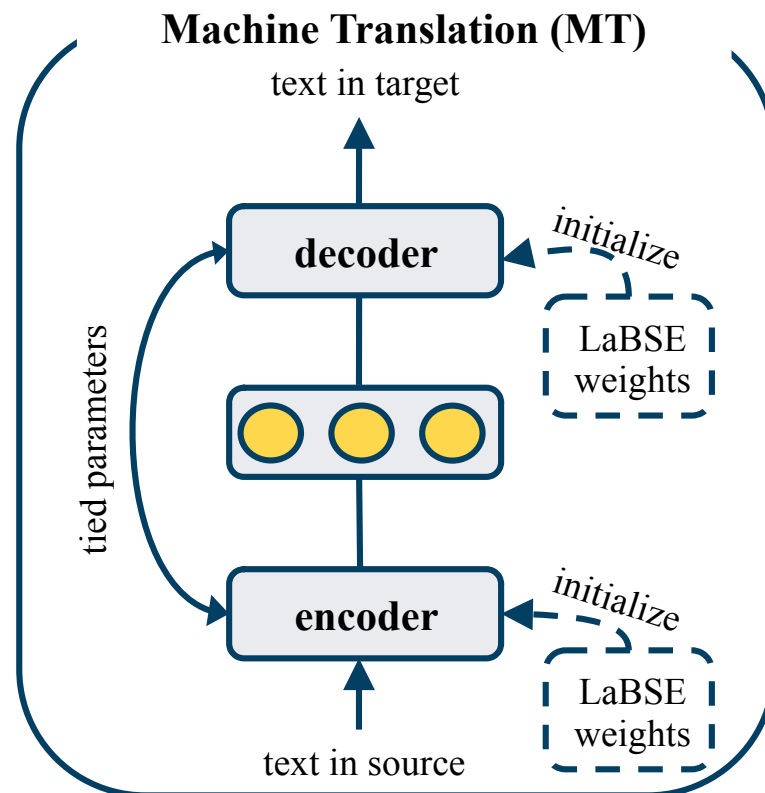 Machine Translation (MT)
text in target
initialize
decoder
LaBSE
weights
tied parameters
initialize
encoder
LaBSE
weights
text in source